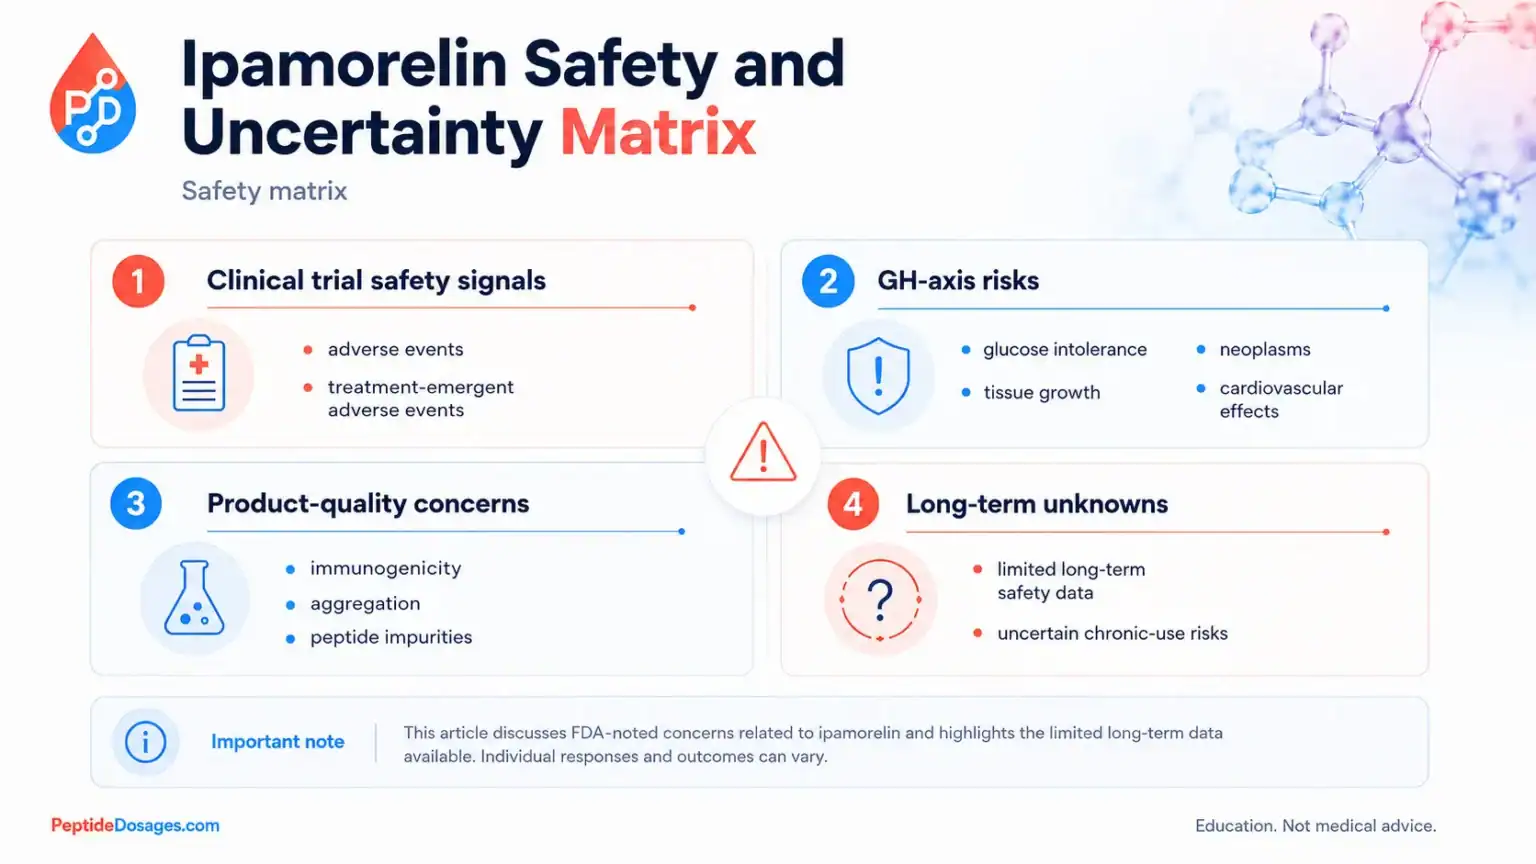 PD
Ipamorelin Safety and
Uncertainty Matrix
Safety matrix
1
Clinical trial safety signals
adverse events
treatment-emergent
adverse events
2
GH-axis risks
glucose intolerance
tissue growth
neoplasms
cardiovascular
effects
3
Product-quality concerns
immunogenicity
aggregation
peptide impurities
4
Long-term unknowns
?
limited long-term
safety data
uncertain chronic-use risks
Important note
This article discusses FDA-noted concerns related to ipamorelin and highlights the limited long-term data
available. Individual responses and outcomes can vary.
PeptideDosages.com
Education. Not medical advice.